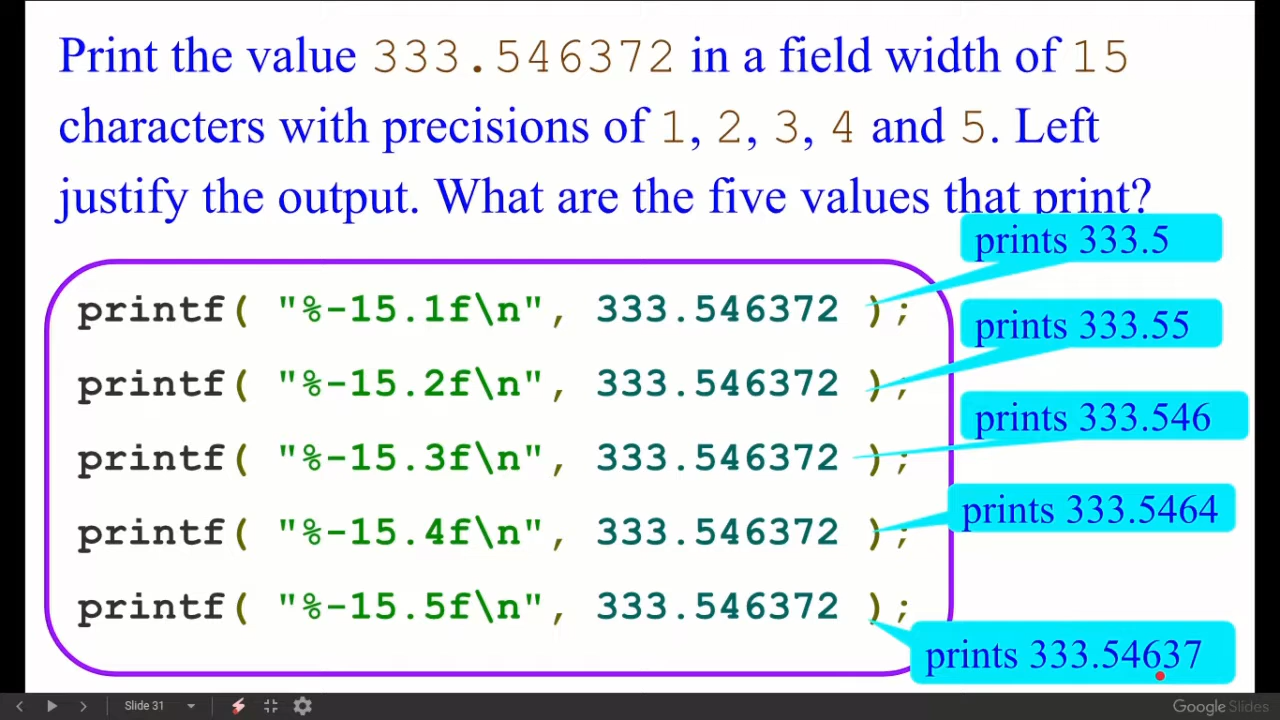 Print the value 333.546372 in a field width of 15
characters with precisions of 1, 2, 3, 4 and 5. Left
justify the output. What are the five values that print?
prints 333.5
printf( "%-15.1f\n", 333.546372 );
prints 333.55
printf( "%-15.2f\n", 333.546372 );
prints 333.546
printf( "%-15.3f\n", 333.546372 );
prints 333.5464
printf( "%-15.4f\n", 333.546372 );
printf( "%-15.5f\n", 333.546372 );
prints 333.54637
Slide 31
Google Slides